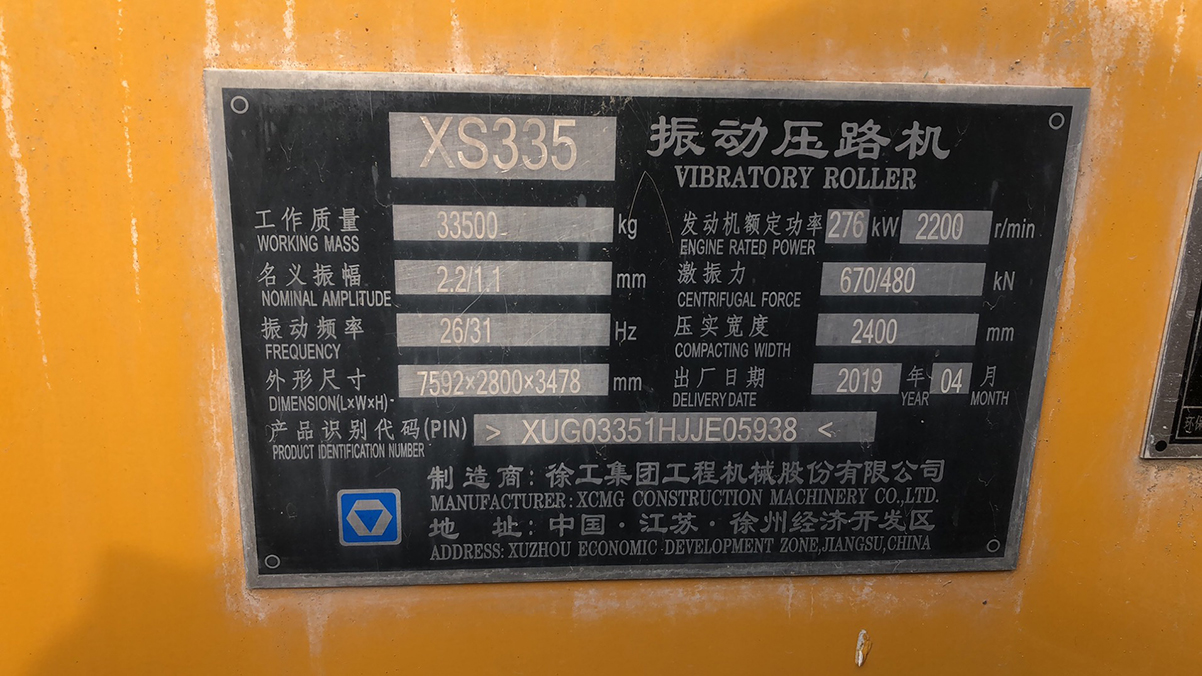 XS335 振动压路机
VIBRATORY ROLLER
工作质量 33500 kg 发动机额定功率 276 kW 2200 r/min
WORKING MASS ENGINE RATED POWER
名义振幅 2.2/1.1 mm 激振力 670/480 kN
NOMINAL AMPLITUDE CENTRIFUGAL FORCE
振动频率 26/31 Hz 压实宽度 2400 mm
FREQUENCY COMPACTING WIDTH
外形尺寸 7592×2800×3478 mm 出厂日期 2019 年 04 月
DIMENSION(L×W×H) DELIVERY DATE YEAR MONTH
产品识别代码(PIN) > XUG03351HJJE05938 <
PRODUCT IDENTIFICATION NUMBER
制造商: 徐工集团工程机械股份有限公司
MANUFACTURER: XCMG CONSTRUCTION MACHINERY CO.,LTD.
地 址: 中国·江苏·徐州经济开发区
ADDRESS: XUZHOU ECONOMIC DEVELOPMENT ZONE,JIANGSU,CHINA